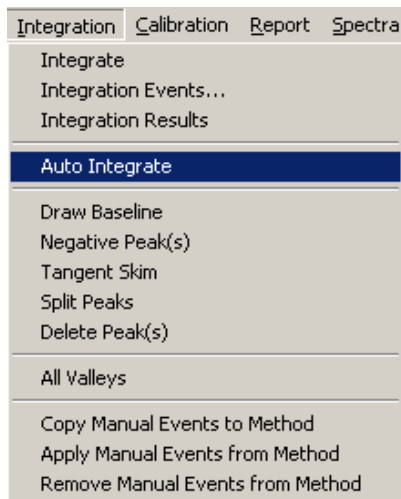 Integration Calibration Report Spectra
Integrate
Integration Events...
Integration Results
Auto Integrate
Draw Baseline
Negative Peak(s)
Tangent Skim
Split Peaks
Delete Peak(s)
All Valleys
Copy Manual Events to Method
Apply Manual Events from Method
Remove Manual Events from Method